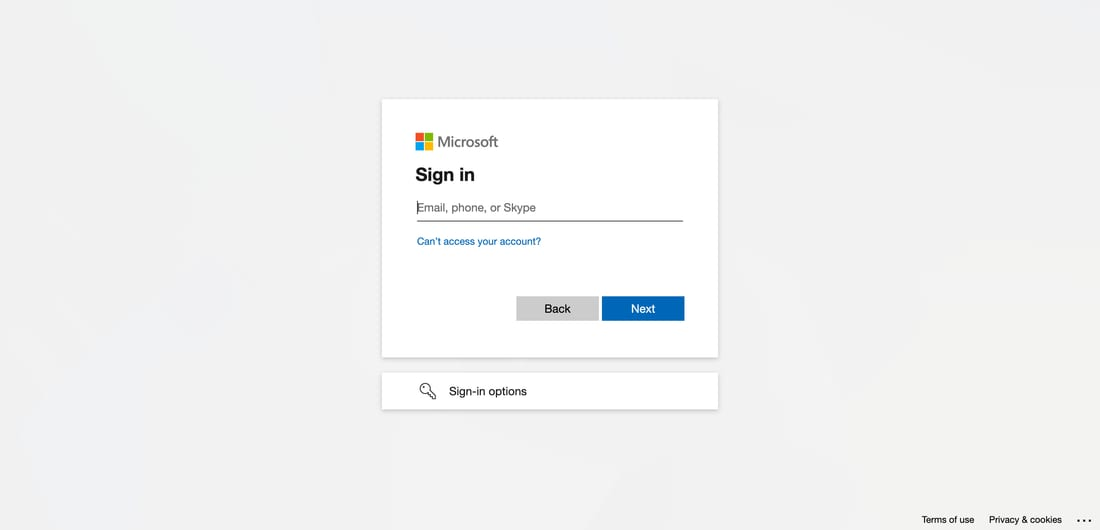 Microsoft
Sign in
Email, phone, or Skype
Can't access your account?
Back Next
Sign-in options
Terms of use Privacy & cookies ...